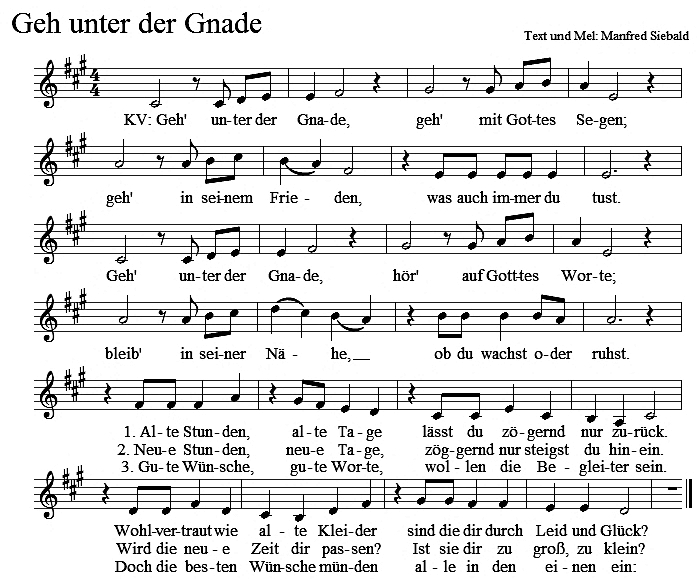 Geh unter der Gnade
Text und Mel: Manfred Siebald
4
4
KV: Geh' un-ter der Gna-de, geh' mit Got-tes Se-gen;
geh' in sei-nem Frie - den, was auch im-mer du tust.
Geh' un-ter der Gna-de, hör' auf Gott-tes Wor-te;
bleib' in sei-ner Nä - he,__ ob du wachst o-der ruhst.
1. Al-te Stun-den, al-te Ta-ge lässt du zö-gernd nur zu-rück.
2. Neu-e Stun-den, neu-e Ta-ge, zög-gernd nur steigst du hin-ein.
3. Gu-te Wün-sche, gu-te Wor-te, wol-len die Be-glei-ter sein.
Wohl-ver-traut wie al-te Klei-der sind die dir durch Leid und Glück?
Wird die neu-e Zeit dir pas-sen? Ist sie dir zu groß, zu klein?
Doch die bes-ten Wün-sche mün-den al-le in den ei-nen ein: